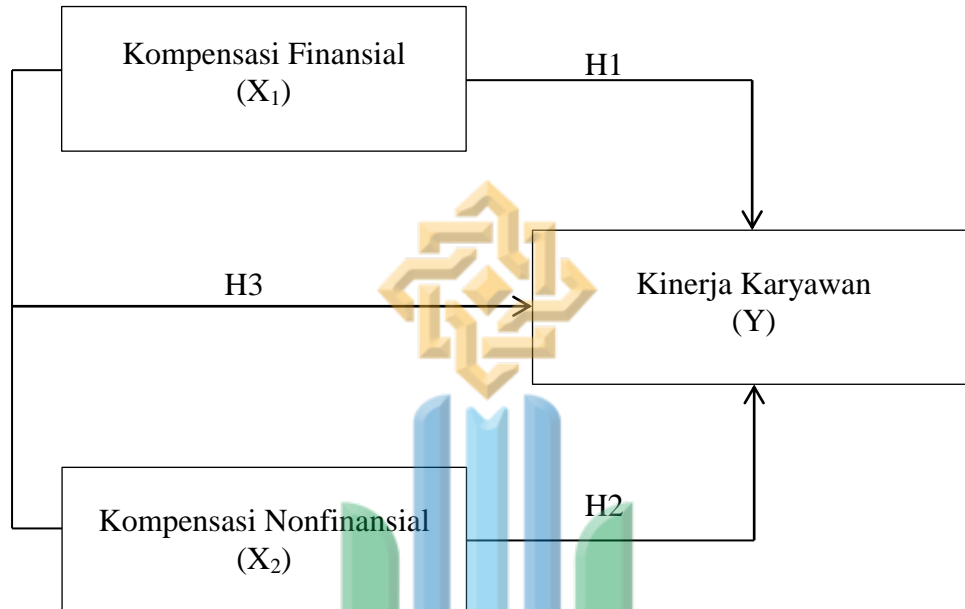 Kompensasi Finansial
(X₁)
H1
H3
Kinerja Karyawan
(Y)
Kompensasi Nonfinansial
(X₂)
H2